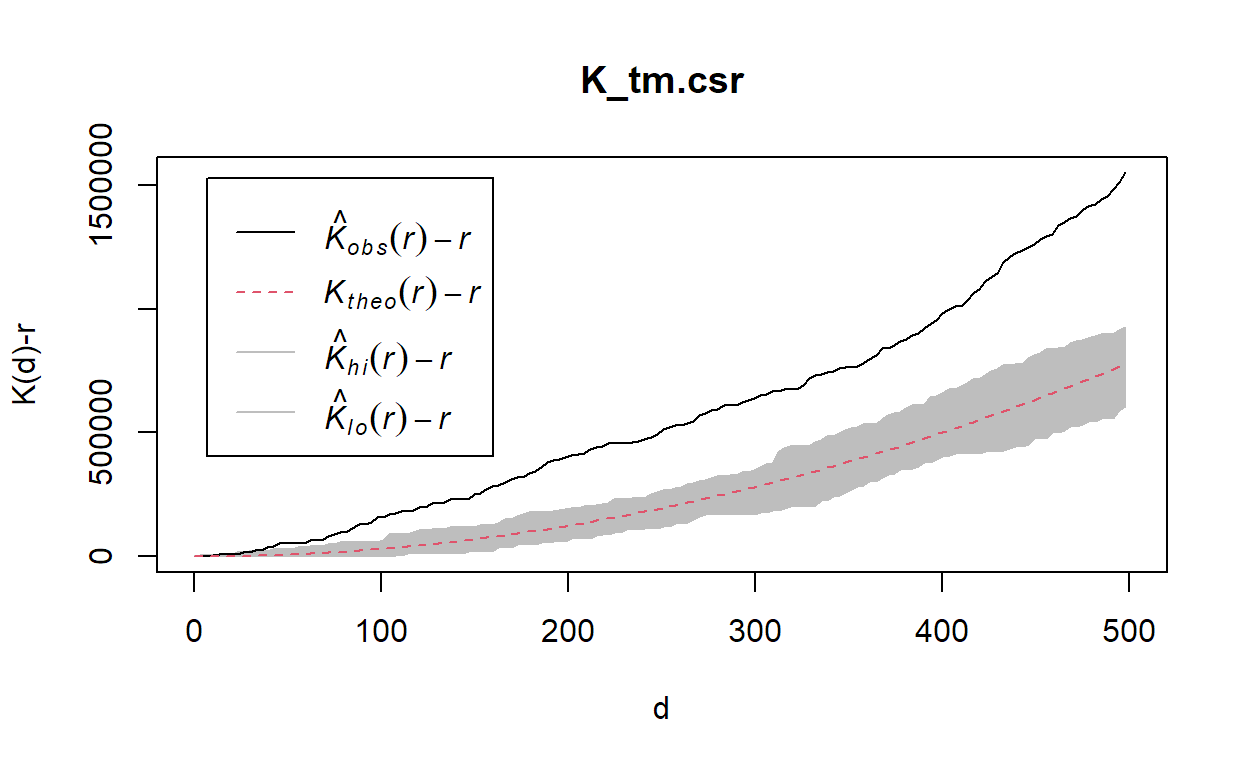 K_tm.csr
K(d)-r
1500000
500000
0
K̂obs(r) − r
Ktheo(r) − r
K̂hi(r) − r
K̂lo(r) − r
0 100 200 300 400 500
d